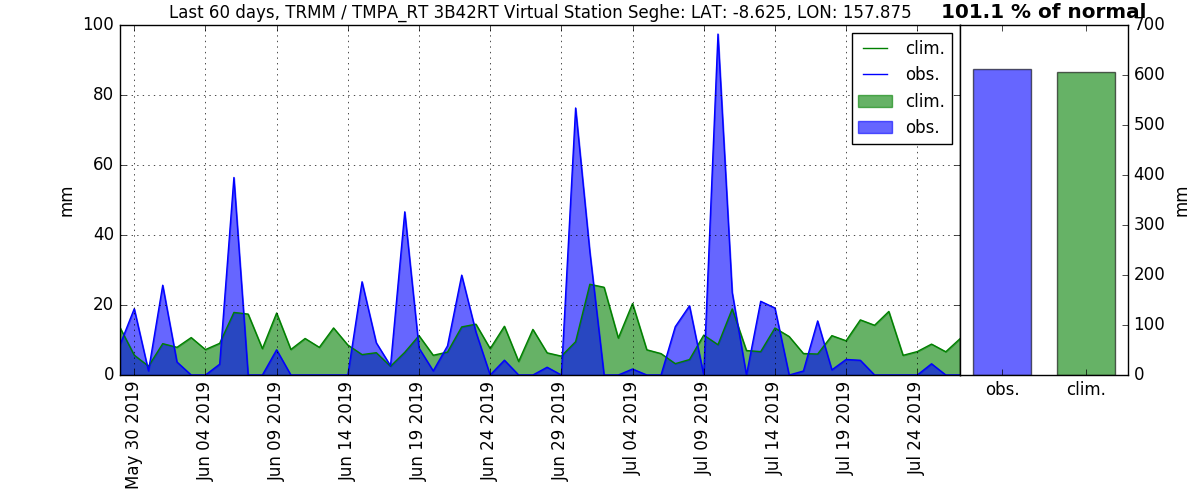 Last 60 days, TRMM / TMPA_RT 3B42RT Virtual Station Seghe: LAT: -8.625, LON: 157.875
101.1 % of normal
100
80
60
40
20
0
mm
clim.
obs.
clim.
obs.
May 30 2019
Jun 04 2019
Jun 09 2019
Jun 14 2019
Jun 19 2019
Jun 24 2019
Jun 29 2019
Jul 04 2019
Jul 09 2019
Jul 14 2019
Jul 19 2019
Jul 24 2019
700
600
500
400
300
200
100
0
mm
obs.
clim.